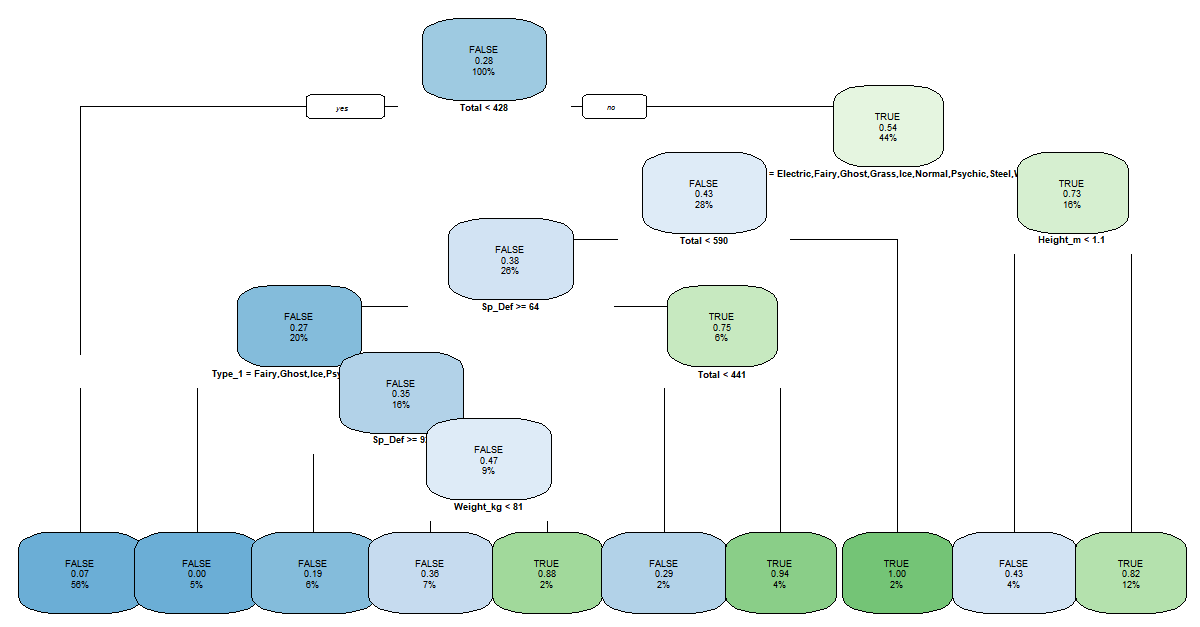 FALSE
0.28
100%
yes
Total < 428
no
TRUE
0.54
44%
= Electric,Fairy,Ghost,Grass,Ice,Normal,Psychic,Steel,
FALSE
0.43
28%
Total < 590
TRUE
0.73
16%
Height_m < 1.1
FALSE
0.38
26%
Sp_Def >= 64
FALSE
0.27
20%
Type_1 = Fairy,Ghost,Ice,
TRUE
0.75
6%
Total < 441
FALSE
0.35
16%
Sp_Def >=
FALSE
0.47
9%
Weight_kg < 81
FALSE
0.07
56%
FALSE
0.00
5%
FALSE
0.19
6%
FALSE
0.36
7%
TRUE
0.88
2%
FALSE
0.29
2%
TRUE
0.94
4%
TRUE
1.00
2%
FALSE
0.43
4%
TRUE
0.82
12%